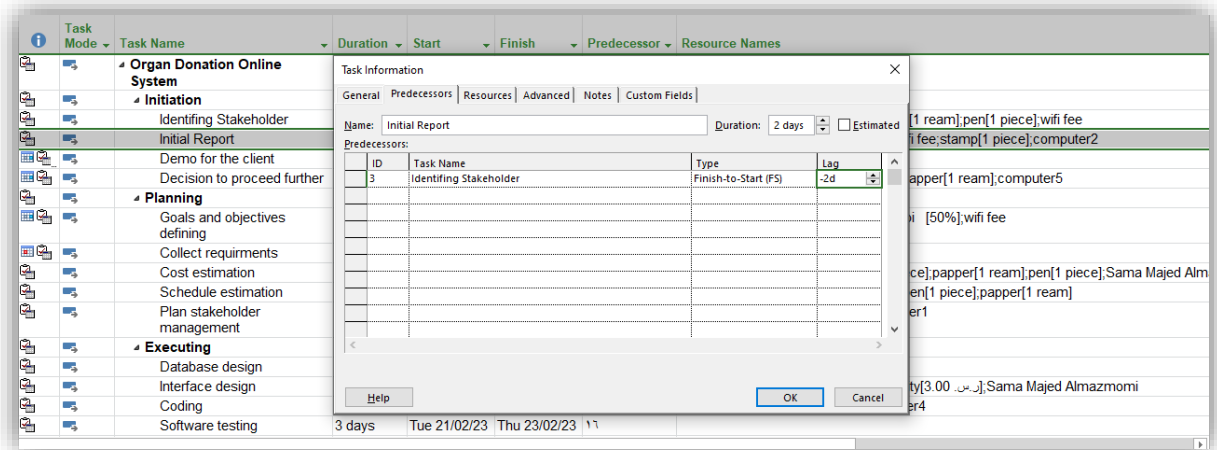 Task
Mode Task Name Duration Start Finish Predecessor Resource Names
Organ Donation Online
System
Initiation
Identifing Stakeholder
[1 ream];pen[1 piece];wifi fee
Initial Report
fee;stamp[1 piece];computer2
Demo for the client
Decision to proceed further
apper[1 ream];computer5
Planning
Goals and objectives
defining
[50%];wifi fee
Collect requirments
Cost estimation
ce];papper[1 ream];pen[1 piece];Sama Majed Alm
Schedule estimation
en[1 piece];papper[1 ream]
Plan stakeholder
management
er1
Executing
Database design
Interface design
ty[3.00 ر.س.];Sama Majed Almazmomi
Coding
er4
Software testing 3 days Tue 21/02/23 Thu 23/02/23 ١٦
Task Information
General Predecessors Resources Advanced Notes Custom Fields
Name: Initial Report Duration: 2 days Estimated
Predecessors:
ID Task Name Type Lag
3 Identifing Stakeholder Finish-to-Start (FS) -2d
Help OK Cancel